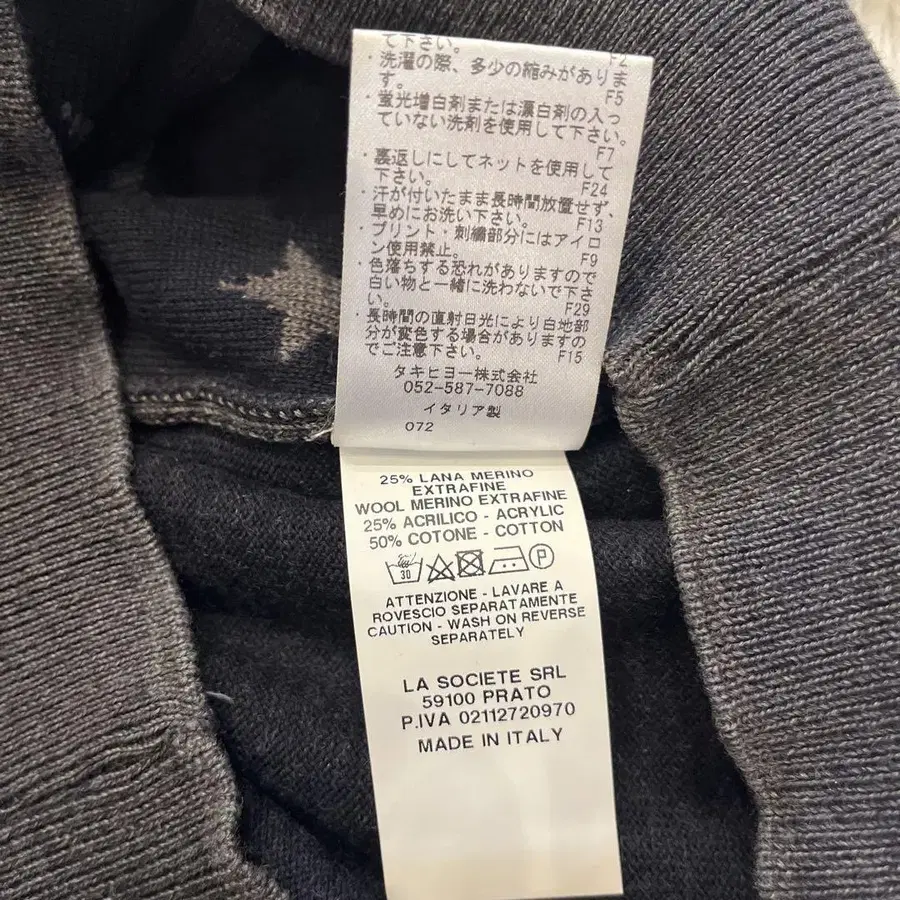 て下さい。
F2
・洗濯の際、多少の縮みがありま
す。
F5
・蛍光増白剤または漂白剤の入っ
ていない洗剤を使用して下さい。
F7
・裏返しにしてネットを使用して
下さい。
F24
・汗が付いたまま長時間放置せず、
早めにお洗い下さい。
F13
・プリント・刺繍部分にはアイロ
ン使用禁止。
F9
・色落ちする恐れがありますので
白い物と一緒に洗わないで下さ
い。
F29
・長時間の直射日光により白地部
分が変色する場合がありますの
でご注意下さい。
F15
タキヒヨー株式会社
052-587-7088
イタリア製
072
25% LANA MERINO
EXTRAFINE
WOOL MERINO EXTRAFINE
25% ACRILICO - ACRYLIC
50% COTONE - COTTON
30
P
ATTENZIONE - LAVARE A
ROVESCIO SEPARATAMENTE
CAUTION - WASH ON REVERSE
SEPARATELY
LA SOCIETE SRL
59100 PRATO
P.IVA 02112720970
MADE IN ITALY